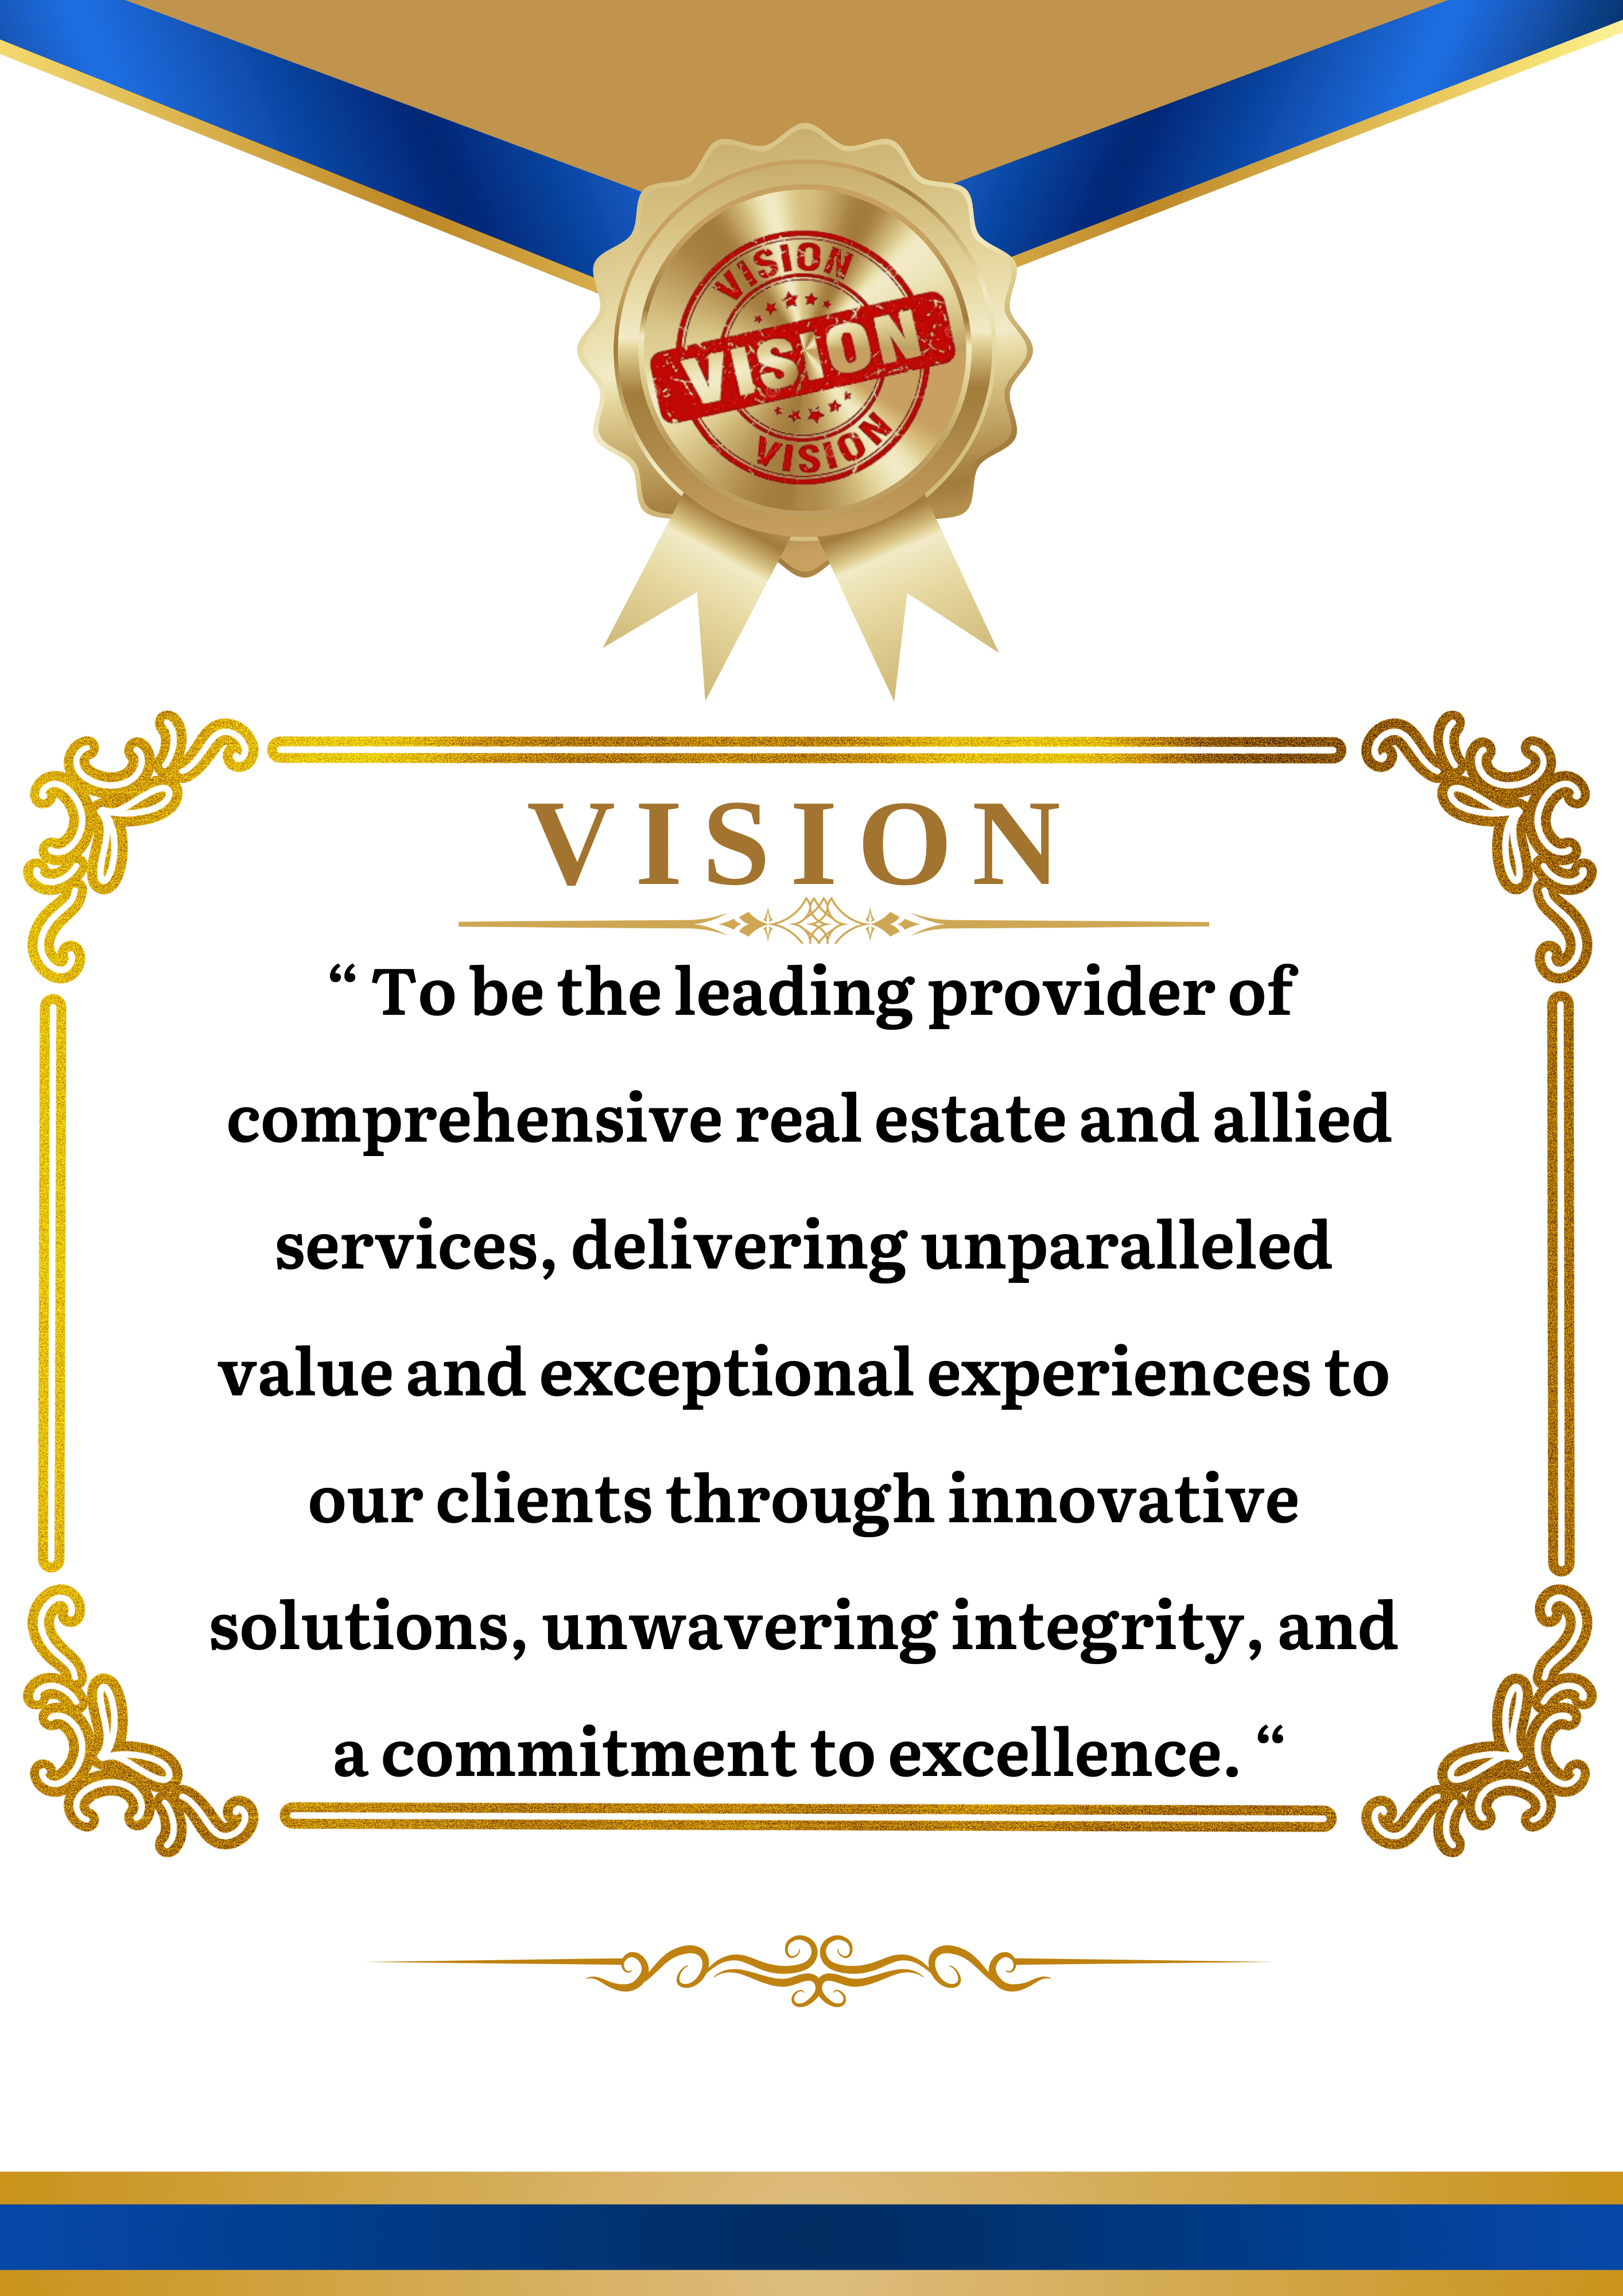 VISION
VISION
VISION
VISION
“ To be the leading provider of
comprehensive real estate and allied
services, delivering unparalleled
value and exceptional experiences to
our clients through innovative
solutions, unwavering integrity, and
a commitment to excellence. “